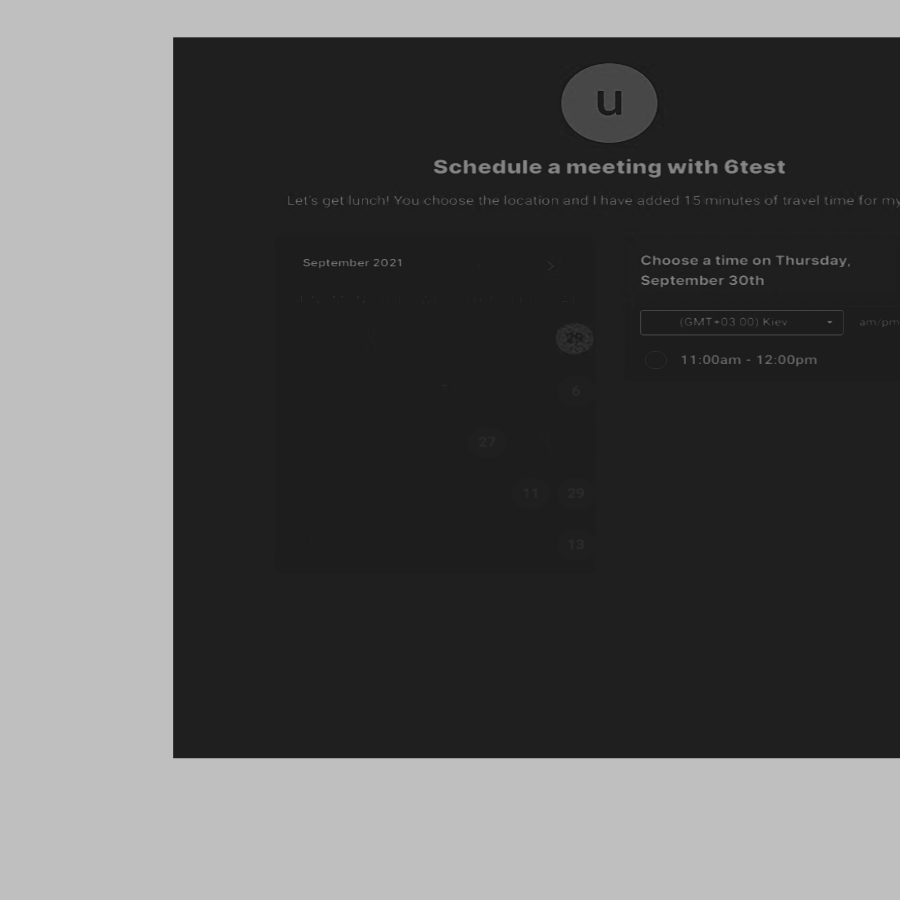 u
Schedule a meeting with 6test
Let's get lunch! You choose the location and I have added 15 minutes of travel time for my
September 2021
29
6
27
11 29
13
Choose a time on Thursday,
September 30th
(GMT+03:00) Kiev
am/pm
11:00am - 12:00pm